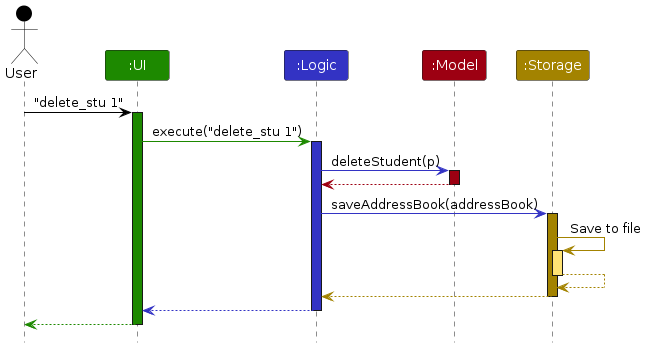 User
:UI
:Logic
:Model
:Storage
"delete_stu 1"
execute("delete_stu 1")
deleteStudent(p)
saveAddressBook(addressBook)
Save to file